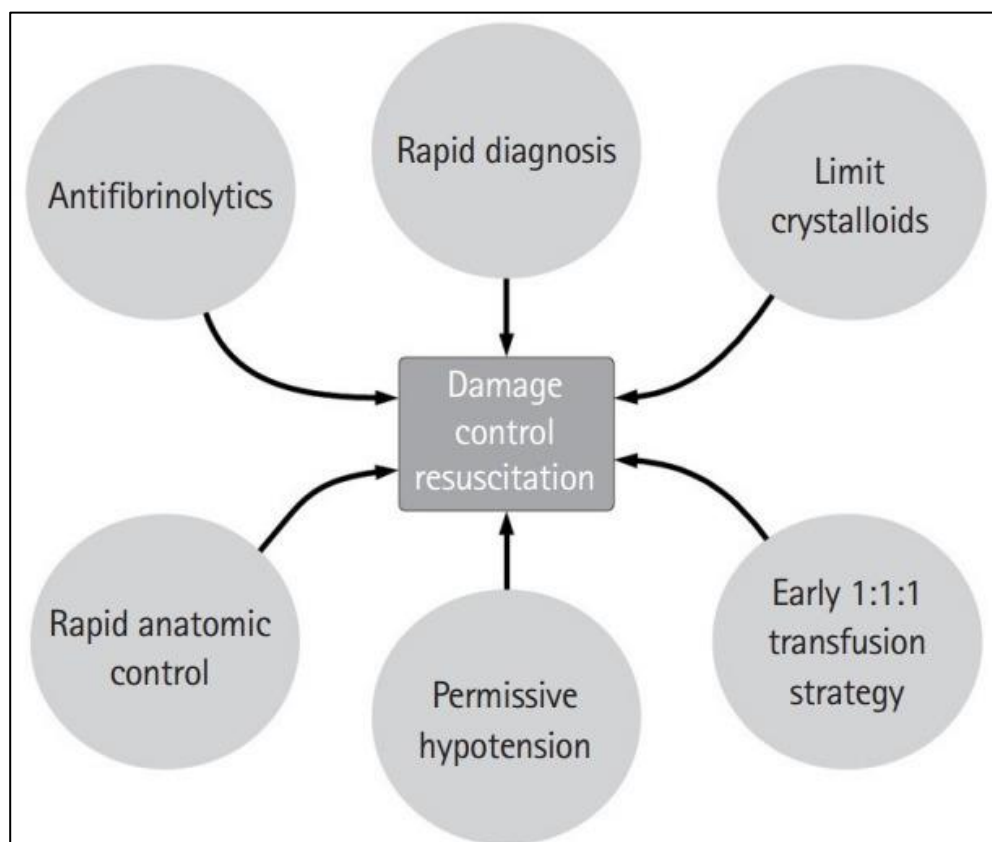 Antifibrinolytics
Rapid diagnosis
Limit
crystalloids
Damage
control
resuscitation
Rapid anatomic
control
Permissive
hypotension
Early 1:1:1
transfusion
strategy